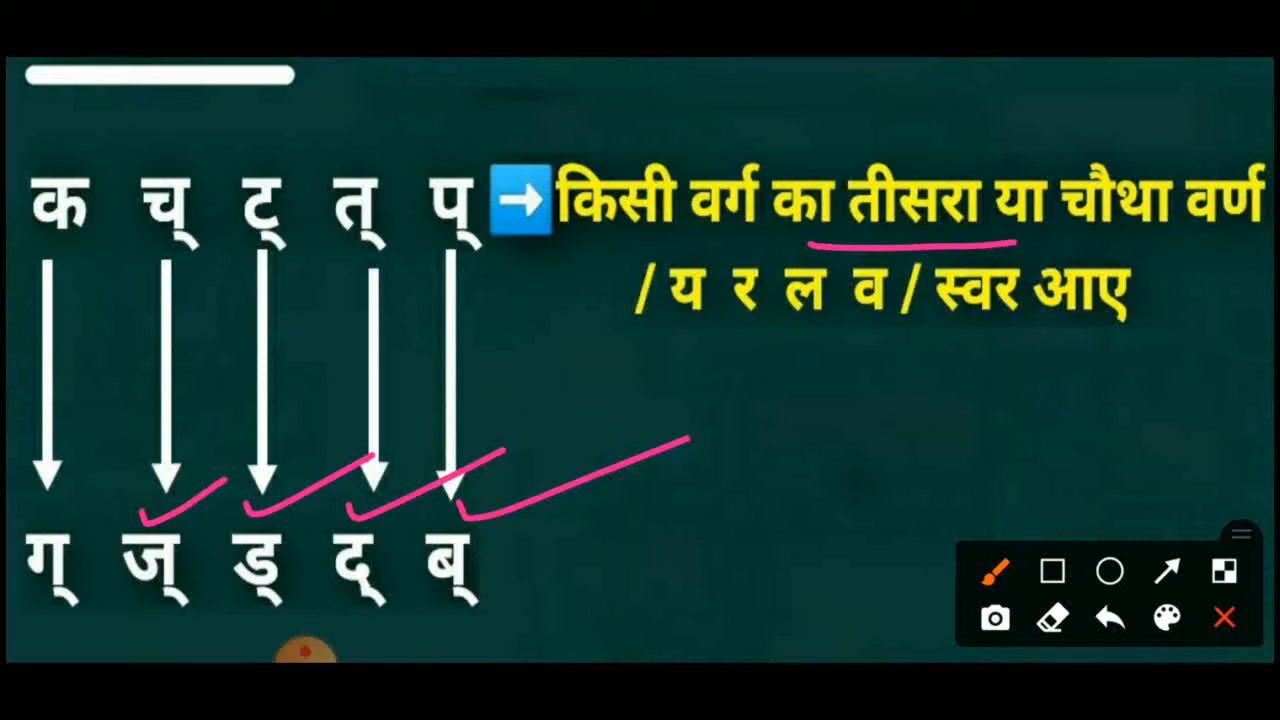 क च् ट् त् प् ➡ किसी वर्ग का तीसरा या चौथा वर्ण
/ य र ल व / स्वर आए
ग् ज् ड् द् ब्